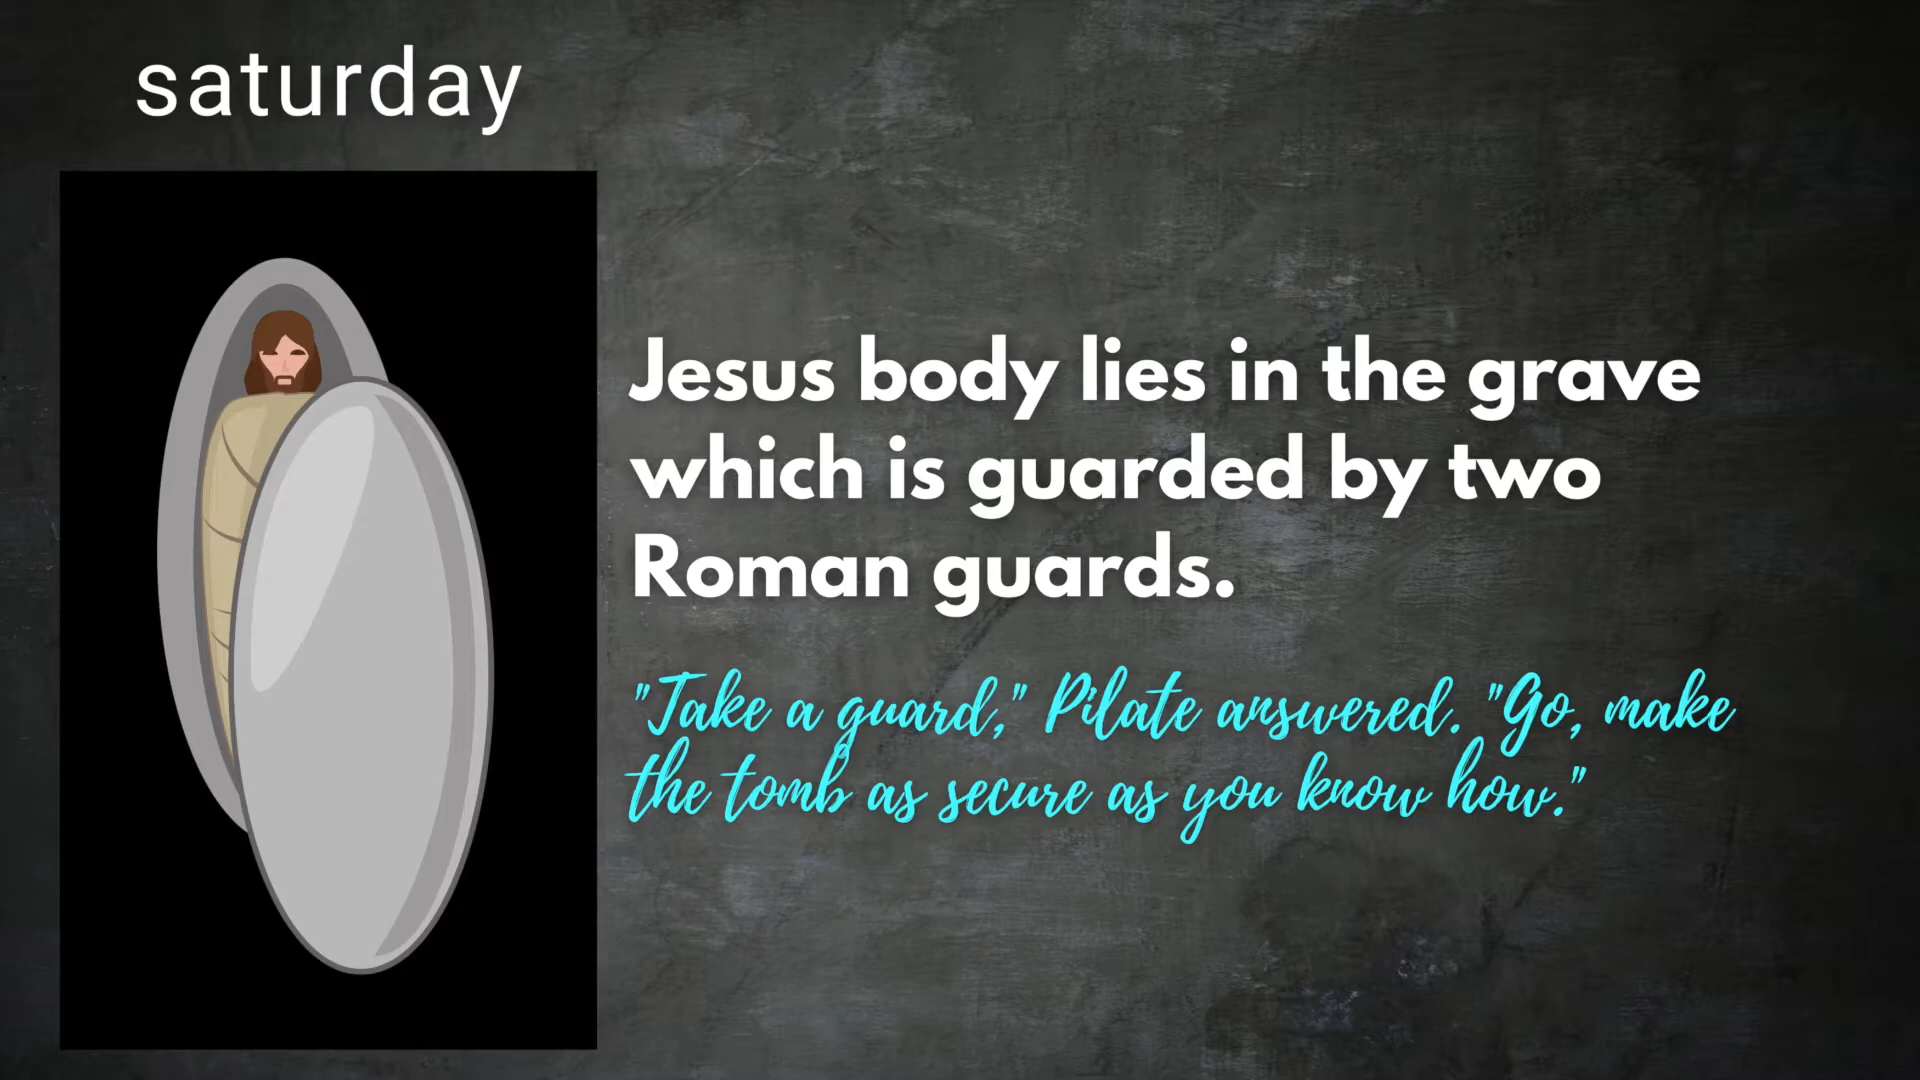 saturday
Jesus body lies in the grave
which is guarded by two
Roman guards.
"Take a guard," Pilate answered. "Go, make
the tomb as secure as you know how."